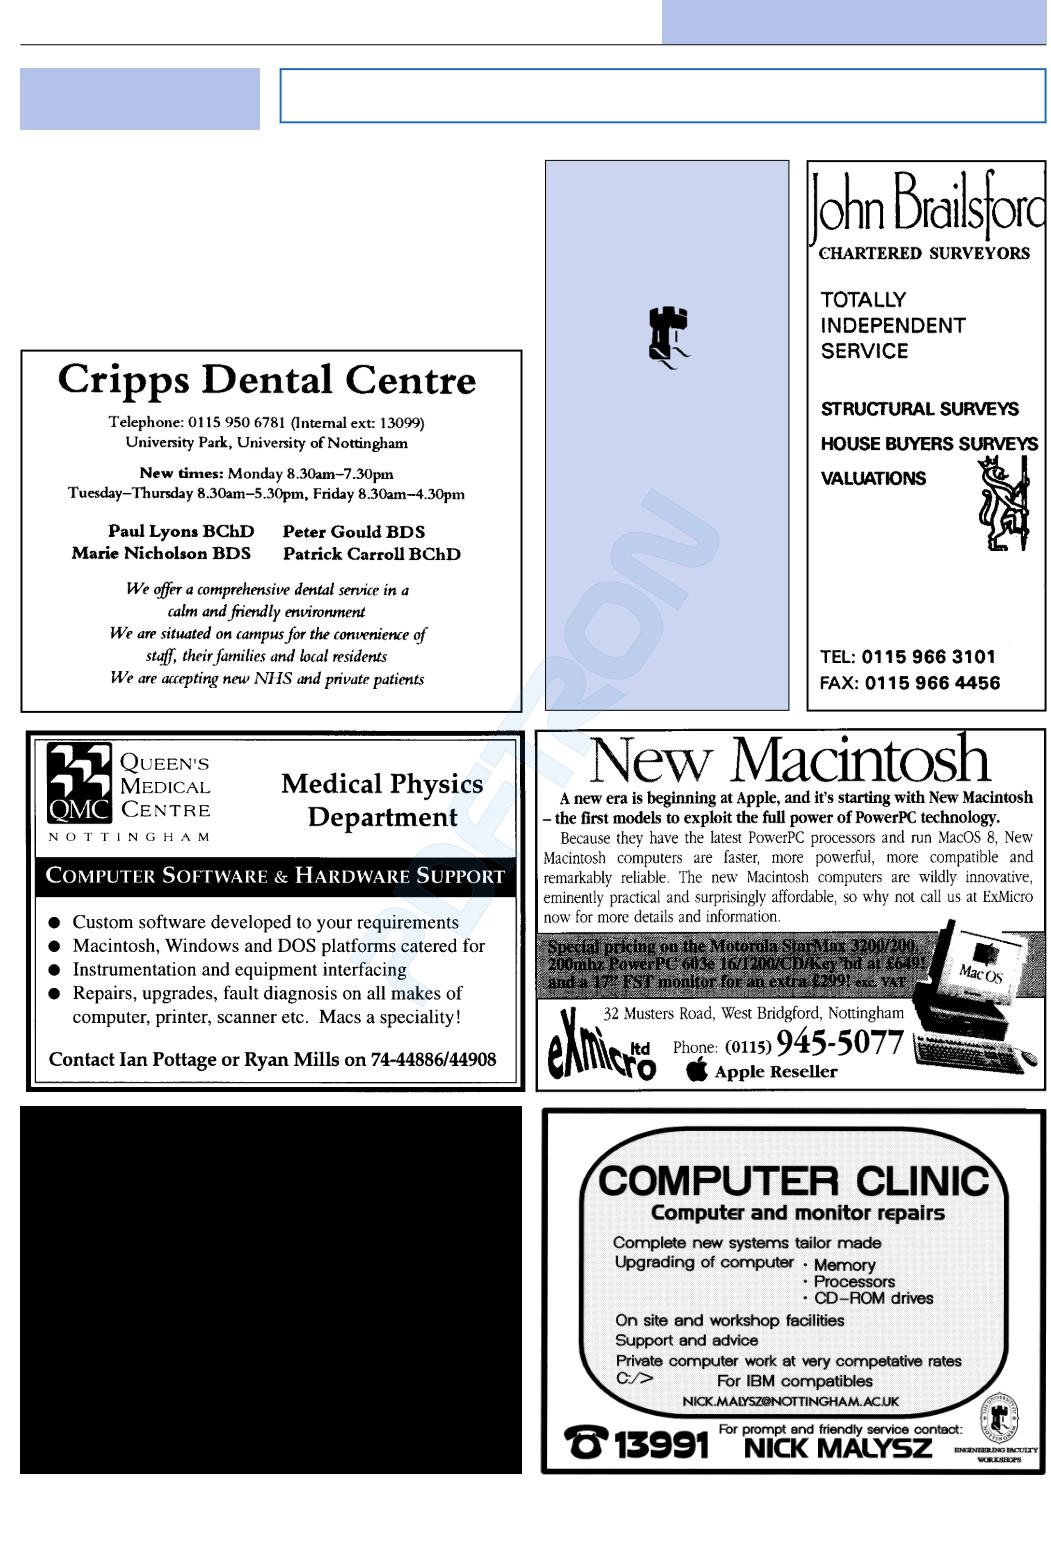 Cripps Dental Centre
Telephone: 0115 950 6781 (Internal ext: 13099)
University Park, University of Nottingham
New times: Monday 8.30am–7.30pm
Tuesday–Thursday 8.30am–5.30pm, Friday 8.30am–4.30pm
Paul Lyons BChD Peter Gould BDS
Marie Nicholson BDS Patrick Carroll BChD
We offer a comprehensive dental service in a
calm and friendly environment
We are situated on campus for the convenience of
staff, their families and local residents
We are accepting new NHS and private patients
John Brailsford
CHARTERED SURVEYORS
TOTALLY
INDEPENDENT
SERVICE
STRUCTURAL SURVEYS
HOUSE BUYERS SURVEYS
VALUATIONS
TEL: 0115 966 3101
FAX: 0115 966 4456
QMC
QUEEN'S
MEDICAL
CENTRE
NOTTINGHAM
Medical Physics
Department
COMPUTER SOFTWARE & HARDWARE SUPPORT
● Custom software developed to your requirements
● Macintosh, Windows and DOS platforms catered for
● Instrumentation and equipment interfacing
● Repairs, upgrades, fault diagnosis on all makes of
computer, printer, scanner etc. Macs a speciality!
Contact Ian Pottage or Ryan Mills on 74-44886/44908
New Macintosh
A new era is beginning at Apple, and it's starting with New Macintosh
– the first models to exploit the full power of PowerPC technology.
Because they have the latest PowerPC processors and run MacOS 8, New
Macintosh computers are faster, more powerful, more compatible and
remarkably reliable. The new Macintosh computers are wildly innovative,
eminently practical and surprisingly affordable, so why not call us at ExMicro
now for more details and information.
Special pricing on the Motorola StarMax 3200/200,
200mhz PowerPC 603e 16/1200/CD/Key'bd at £649!
and a 17" FST monitor for an extra £299! exc. VAT
Mac OS
32 Musters Road, West Bridgford, Nottingham
eXmicro ltd
Phone: (0115) 945-5077
Apple Reseller
COMPUTER CLINIC
Computer and monitor repairs
Complete new systems tailor made
Upgrading of computer · Memory
· Processors
· CD-ROM drives
On site and workshop facilities
Support and advice
Private computer work at very competative rates
C:/> For IBM compatibles
NICK.MALYSZ@NOTTINGHAM.AC.UK
☎ 13991
For prompt and friendly service contact:
NICK MALYSZ
THE UNIVERSITY OF NOTTINGHAM
ENGINEERING FACULTY
WORKSHOPS
PDFTRON